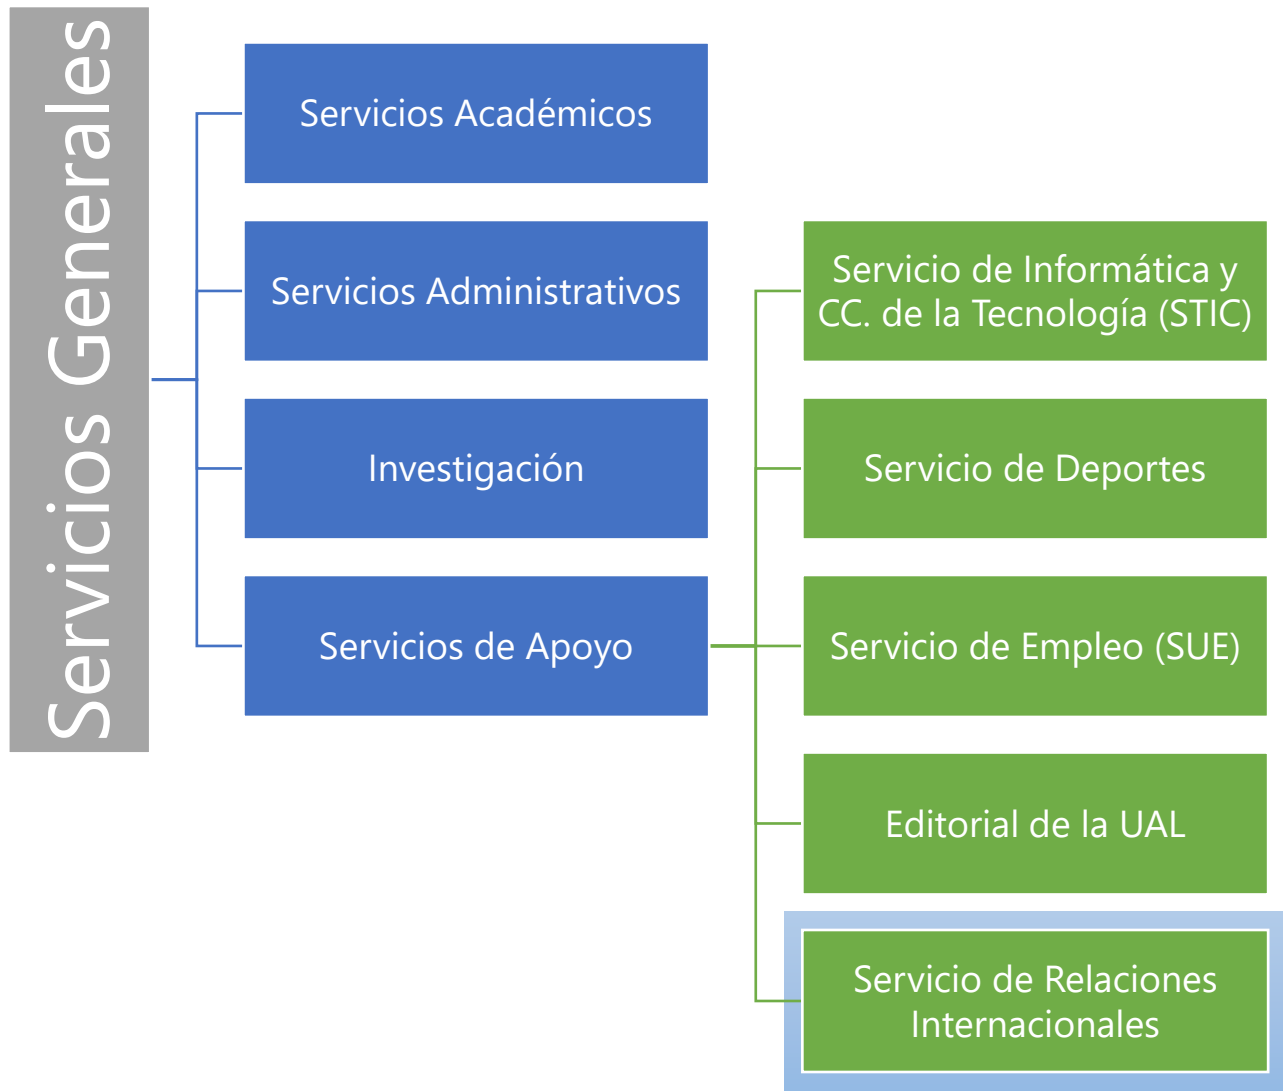 Servicios Generales
Servicios Académicos
Servicios Administrativos
Investigación
Servicios de Apoyo
Servicio de Informática y
CC. de la Tecnología (STIC)
Servicio de Deportes
Servicio de Empleo (SUE)
Editorial de la UAL
Servicio de Relaciones
Internacionales